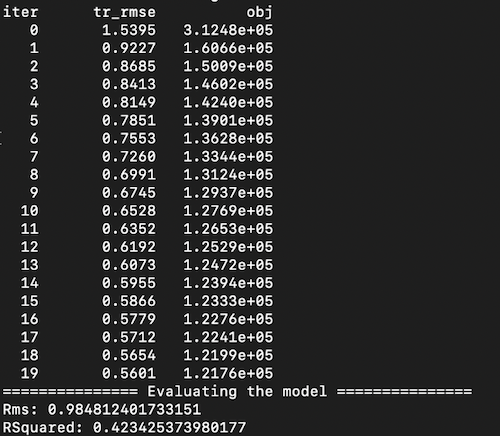 iter tr_rmse obj
0 1.5395 3.1248e+05
1 0.9227 1.6066e+05
2 0.8685 1.5009e+05
3 0.8413 1.4602e+05
4 0.8149 1.4240e+05
5 0.7851 1.3901e+05
6 0.7553 1.3628e+05
7 0.7260 1.3344e+05
8 0.6991 1.3124e+05
9 0.6745 1.2937e+05
10 0.6528 1.2769e+05
11 0.6352 1.2653e+05
12 0.6192 1.2529e+05
13 0.6073 1.2472e+05
14 0.5955 1.2394e+05
15 0.5866 1.2333e+05
16 0.5779 1.2276e+05
17 0.5712 1.2241e+05
18 0.5654 1.2199e+05
19 0.5601 1.2176e+05
=============== Evaluating the model ===============
Rms: 0.984812401733151
RSquared: 0.423425373980177